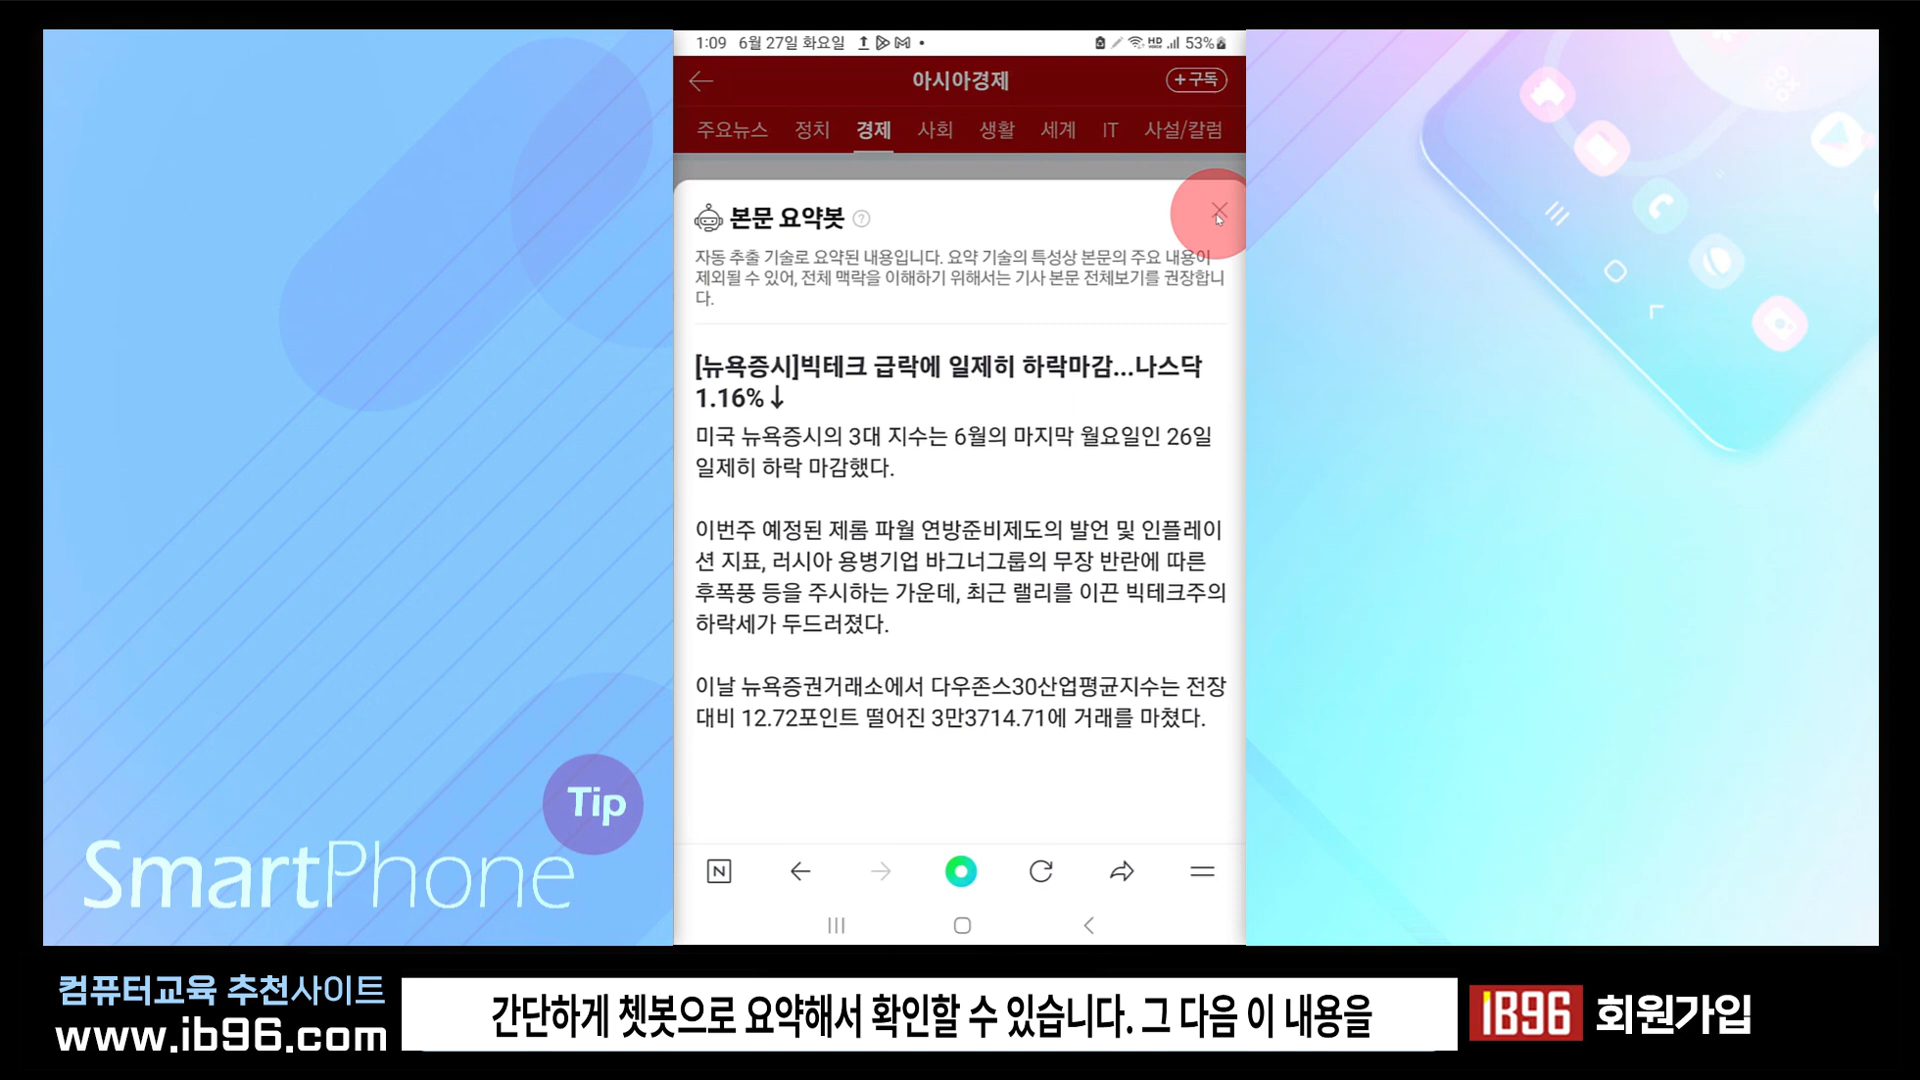 1:09 6월 27일 화요일
HD 53%
아시아경제
+구독
주요뉴스 정치 경제 사회 생활 세계 IT 사설/칼럼
본문 요약봇 ?
자동 추출 기술로 요약된 내용입니다. 요약 기술의 특성상 본문의 주요 내용이
제외될 수 있어, 전체 맥락을 이해하기 위해서는 기사 본문 전체보기를 권장합니
다.
[뉴욕증시]빅테크 급락에 일제히 하락마감...나스닥
1.16%↓
미국 뉴욕증시의 3대 지수는 6월의 마지막 월요일인 26일
일제히 하락 마감했다.
이번주 예정된 제롬 파월 연방준비제도의 발언 및 인플레이
션 지표, 러시아 용병기업 바그너그룹의 무장 반란에 따른
후폭풍 등을 주시하는 가운데, 최근 랠리를 이끈 빅테크주의
하락세가 두드러졌다.
이날 뉴욕증권거래소에서 다우존스30산업평균지수는 전장
대비 12.72포인트 떨어진 3만3714.71에 거래를 마쳤다.
N
Tip
SmartPhone
컴퓨터교육 추천사이트
www.ib96.com
간단하게 쳇봇으로 요약해서 확인할 수 있습니다. 그 다음 이 내용을
IB96 회원가입